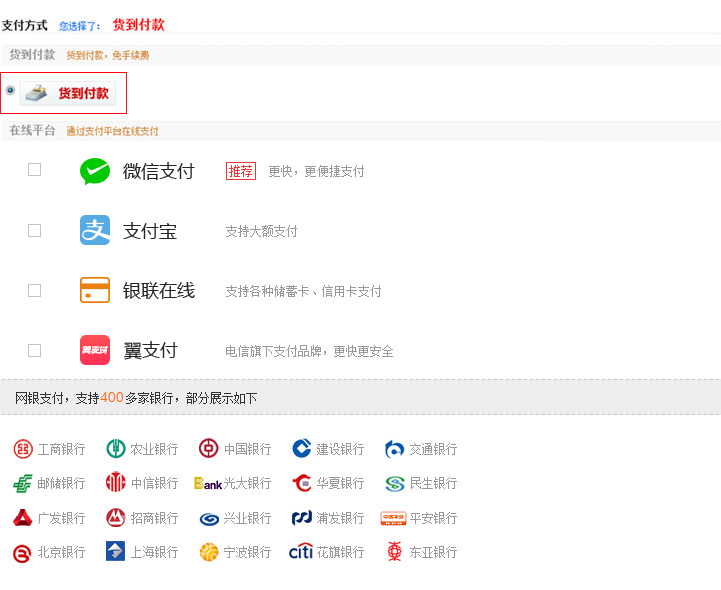 支付方式 您选择了： 货到付款
货到付款 货到付款，免手续费
货到付款
在线平台 通过支付平台在线支付
微信支付 推荐 更快，更便捷支付
支 支付宝 支持大额支付
银联在线 支持各种储蓄卡、信用卡支付
翼支付 翼支付 电信旗下支付品牌，更快更安全
网银支付，支持400多家银行，部分展示如下
工商银行 农业银行 中国银行 建设银行 交通银行
邮储银行 中信银行 Bank 光大银行 华夏银行 民生银行
广发银行 招商银行 兴业银行 浦发银行 平安银行
北京银行 上海银行 宁波银行 citi 花旗银行 东亚银行